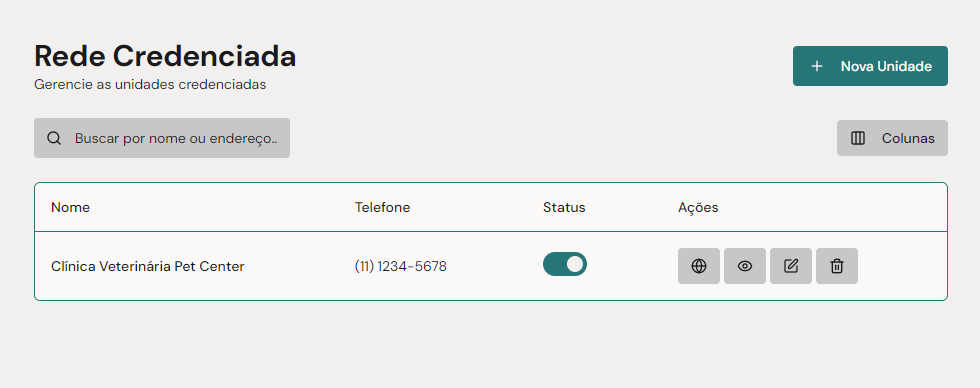 Rede Credenciada
Gerencie as unidades credenciadas
Nova Unidade
Buscar por nome ou endereço..
Colunas
Nome Telefone Status Ações
Clínica Veterinária Pet Center (11) 1234-5678